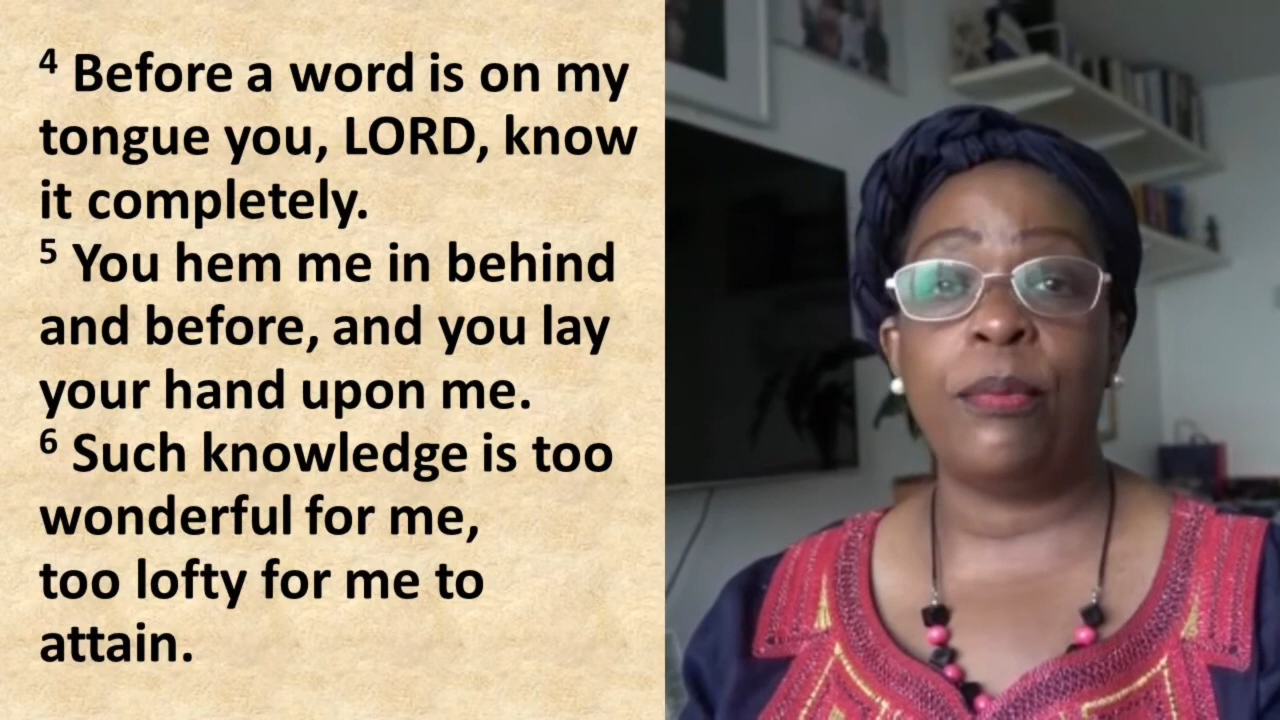 4 Before a word is on my
tongue you, LORD, know
it completely.
5 You hem me in behind
and before, and you lay
your hand upon me.
6 Such knowledge is too
wonderful for me,
too lofty for me to
attain.